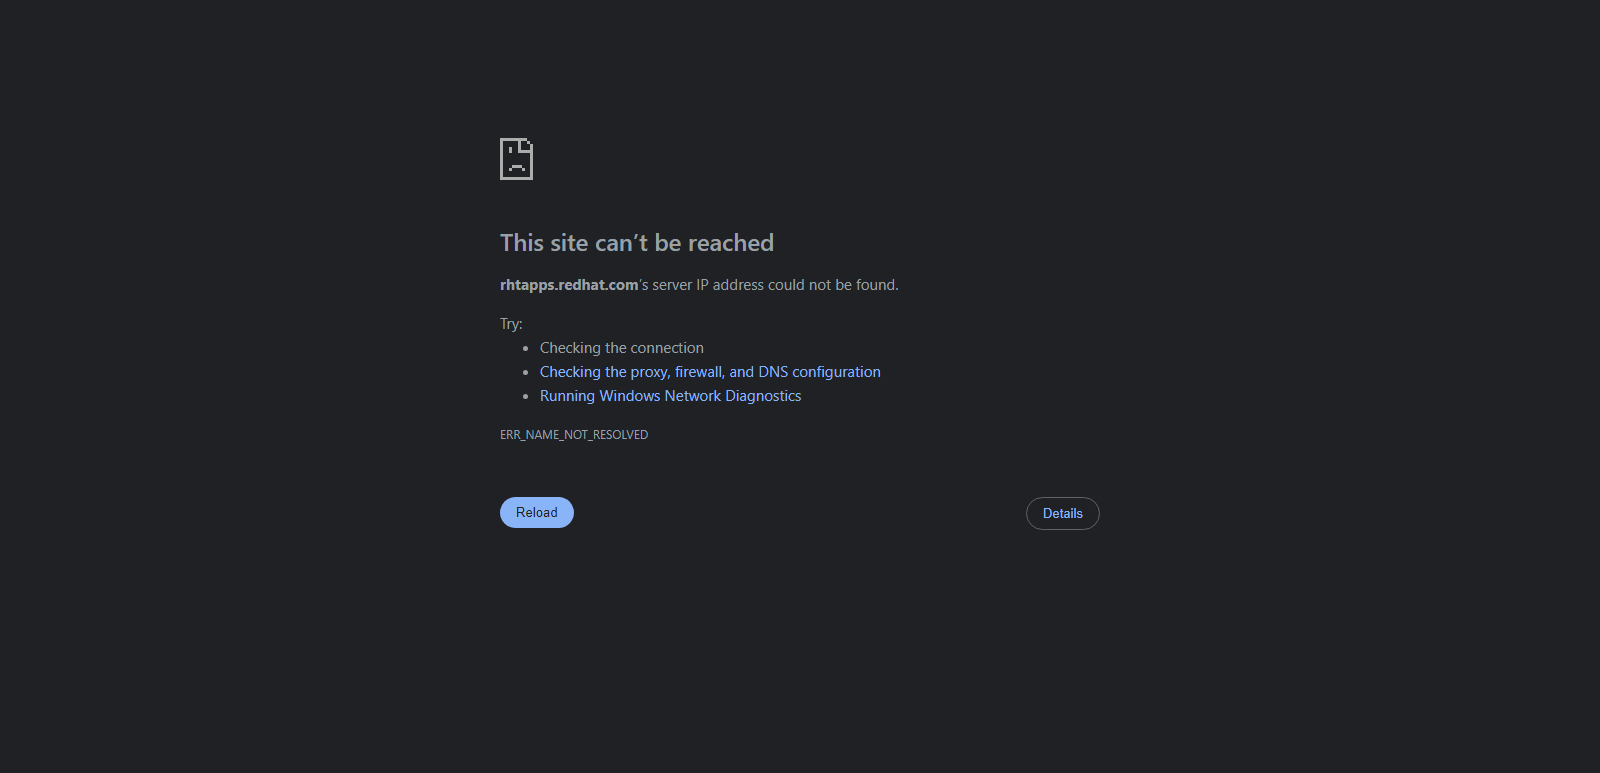 This site can’t be reached
rhtapps.redhat.com’s server IP address could not be found.
Try:
Checking the connection
Checking the proxy, firewall, and DNS configuration
Running Windows Network Diagnostics
ERR_NAME_NOT_RESOLVED
Reload
Details